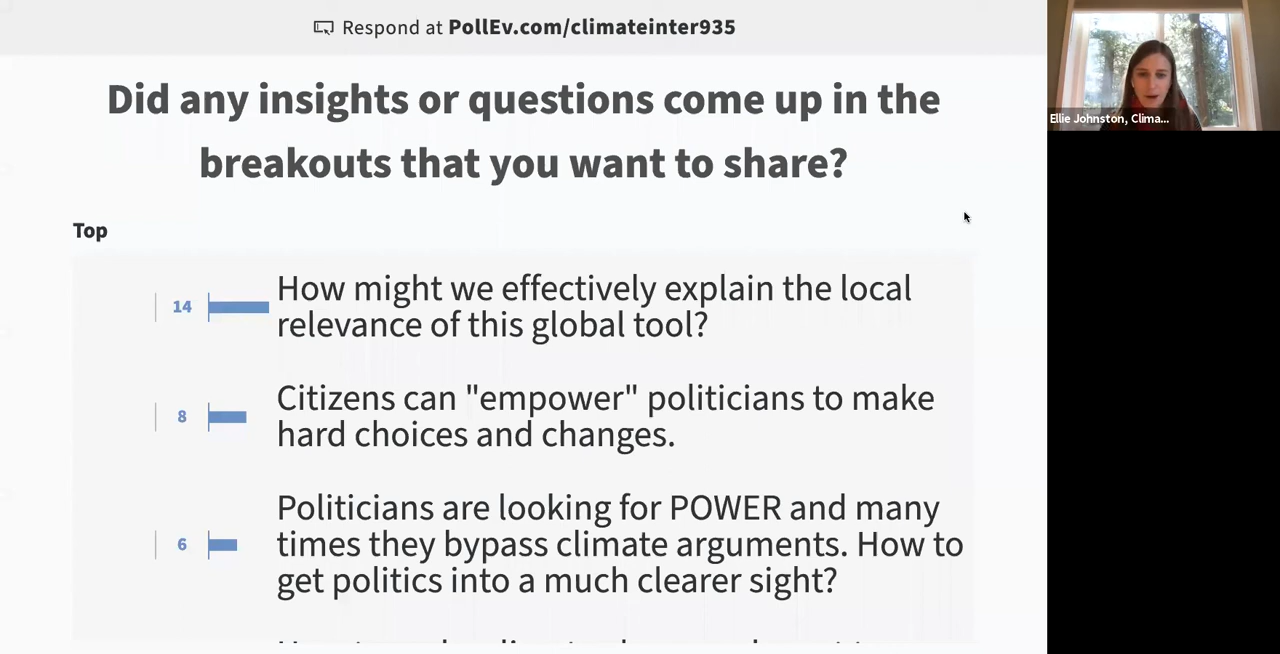 Respond at PollEv.com/climateinter935
Did any insights or questions come up in the
breakouts that you want to share?
Top
14
How might we effectively explain the local
relevance of this global tool?
8
Citizens can "empower" politicians to make
hard choices and changes.
6
Politicians are looking for POWER and many
times they bypass climate arguments. How to
get politics into a much clearer sight?
Ellie Johnston, Clima...